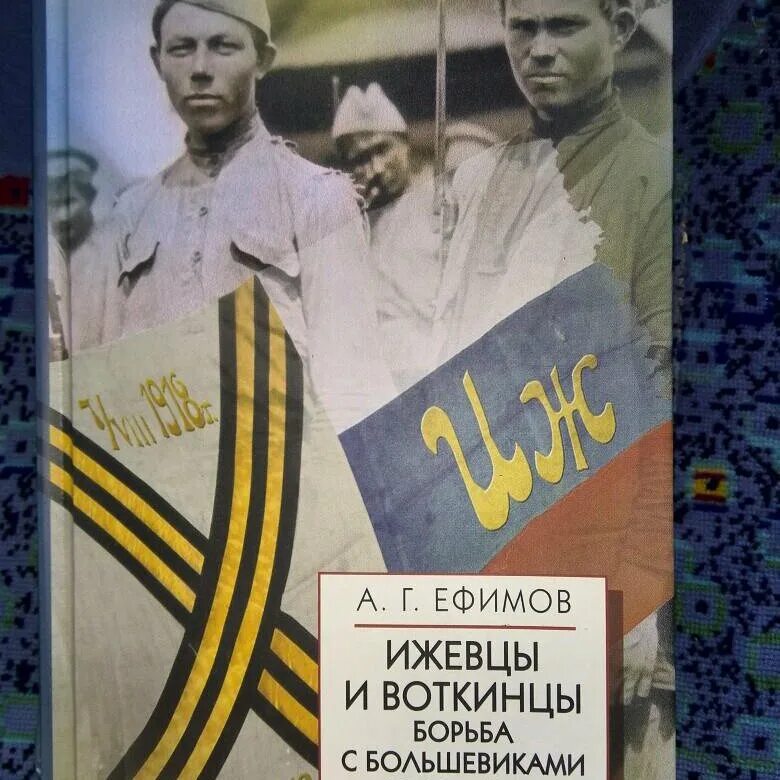 7/VIII 1918 г.
ИЖ
А. Г. ЕФИМОВ
ИЖЕВЦЫ
И ВОТКИНЦЫ
БОРЬБА
С БОЛЬШЕВИКАМИ